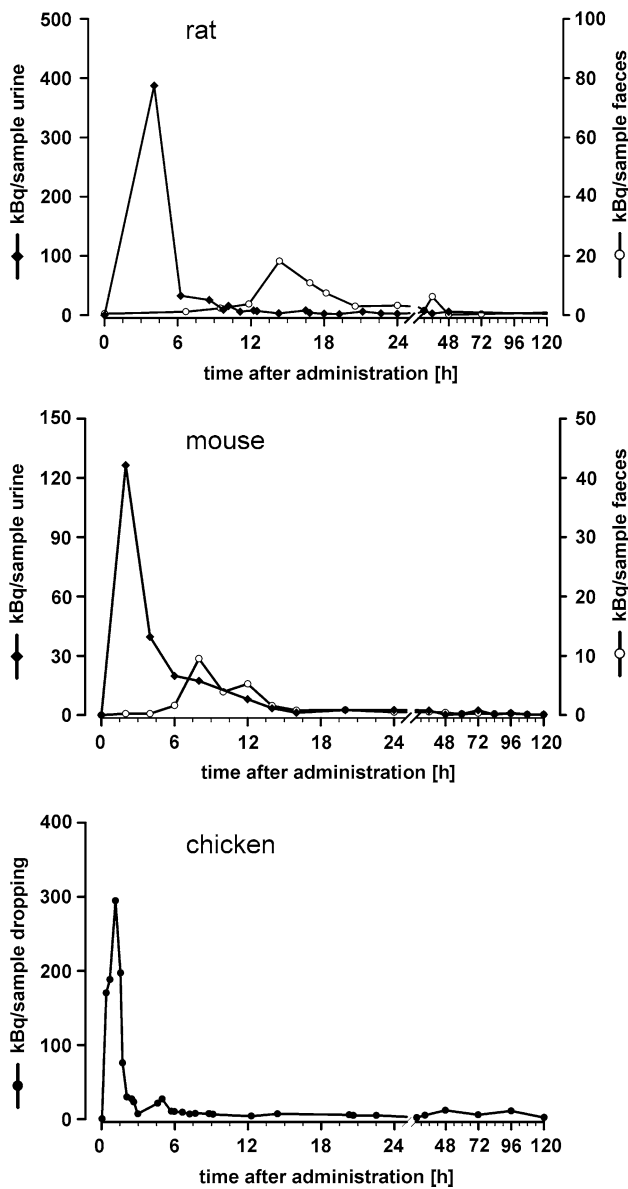 rat
500
400
300
200
100
0
kBq/sample urine
100
80
60
40
20
0
kBq/sample faeces
0 6 12 18 24 48 72 96 120
time after administration [h]
mouse
150
120
90
60
30
0
kBq/sample urine
50
40
30
20
10
0
kBq/sample faeces
0 6 12 18 24 48 72 96 120
time after administration [h]
chicken
400
300
200
100
0
kBq/sample dropping
0 6 12 18 24 48 72 96 120
time after administration [h]